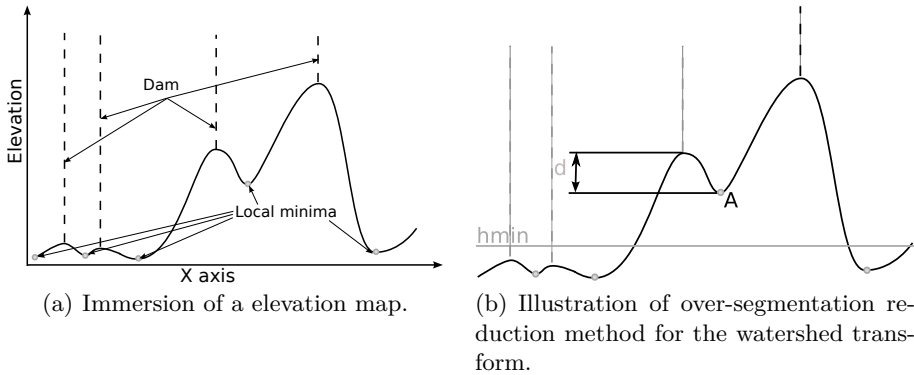 Elevation
Dam
Local minima
X axis
(a) Immersion of a elevation map.
d
A
hmin
(b) Illustration of over-segmentation re-
duction method for the watershed trans-
form.